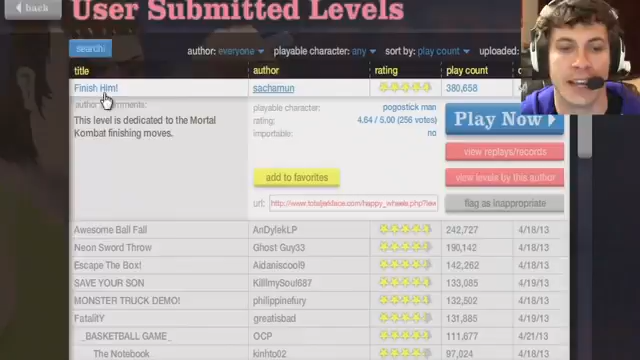 back
User Submitted Levels
search!
author: everyone playable character: any sort by: play count uploaded:
title author rating play count
Finish Him! sachamun 380,658
author comments:
This level is dedicated to the Mortal
Kombat finishing moves.
playable character: pogostick man
rating: 4.64 / 5.00 (256 votes)
importable: no
Play Now
view replays/records
add to favorites
view levels by this author
url: http://www.totaljerkface.com/happy_wheels.php?
flag as inappropriate
Awesome Ball Fall AnDylekLP 242,727 4/18/13
Neon Sword Throw Ghost Guy33 190,142 4/18/13
Escape The Box! Aidaniscool9 142,262 4/18/13
SAVE YOUR SON 133,085 4/19/13
MONSTER TRUCK DEMO! philippinefury 132,502 4/18/13
FatalitY greatisbad 131,885 4/19/13
_BASKETBALL GAME_ OCP 111,677 4/21/13
The Notebook kinhto02 97,024 4/18/13